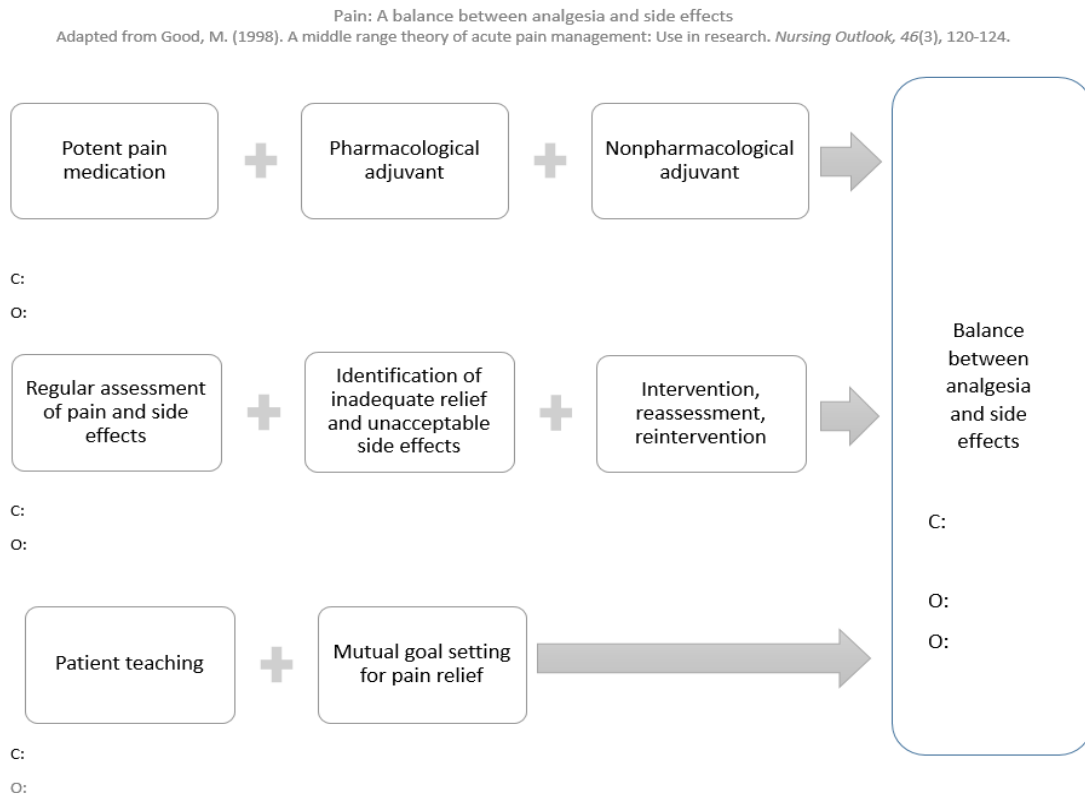 Pain: A balance between analgesia and side effects
Adapted from Good, M. (1998). A middle range theory of acute pain management: Use in research. Nursing Outlook, 46(3), 120-124.
Potent pain
medication
Pharmacological
adjuvant
Nonpharmacological
adjuvant
C:
O:
Regular assessment
of pain and side
effects
Identification of
inadequate relief
and unacceptable
side effects
Intervention,
reassessment,
reintervention
C:
O:
Patient teaching
Mutual goal setting
for pain relief
C:
O:
Balance
between
analgesia
and side
effects
C:
O:
O: